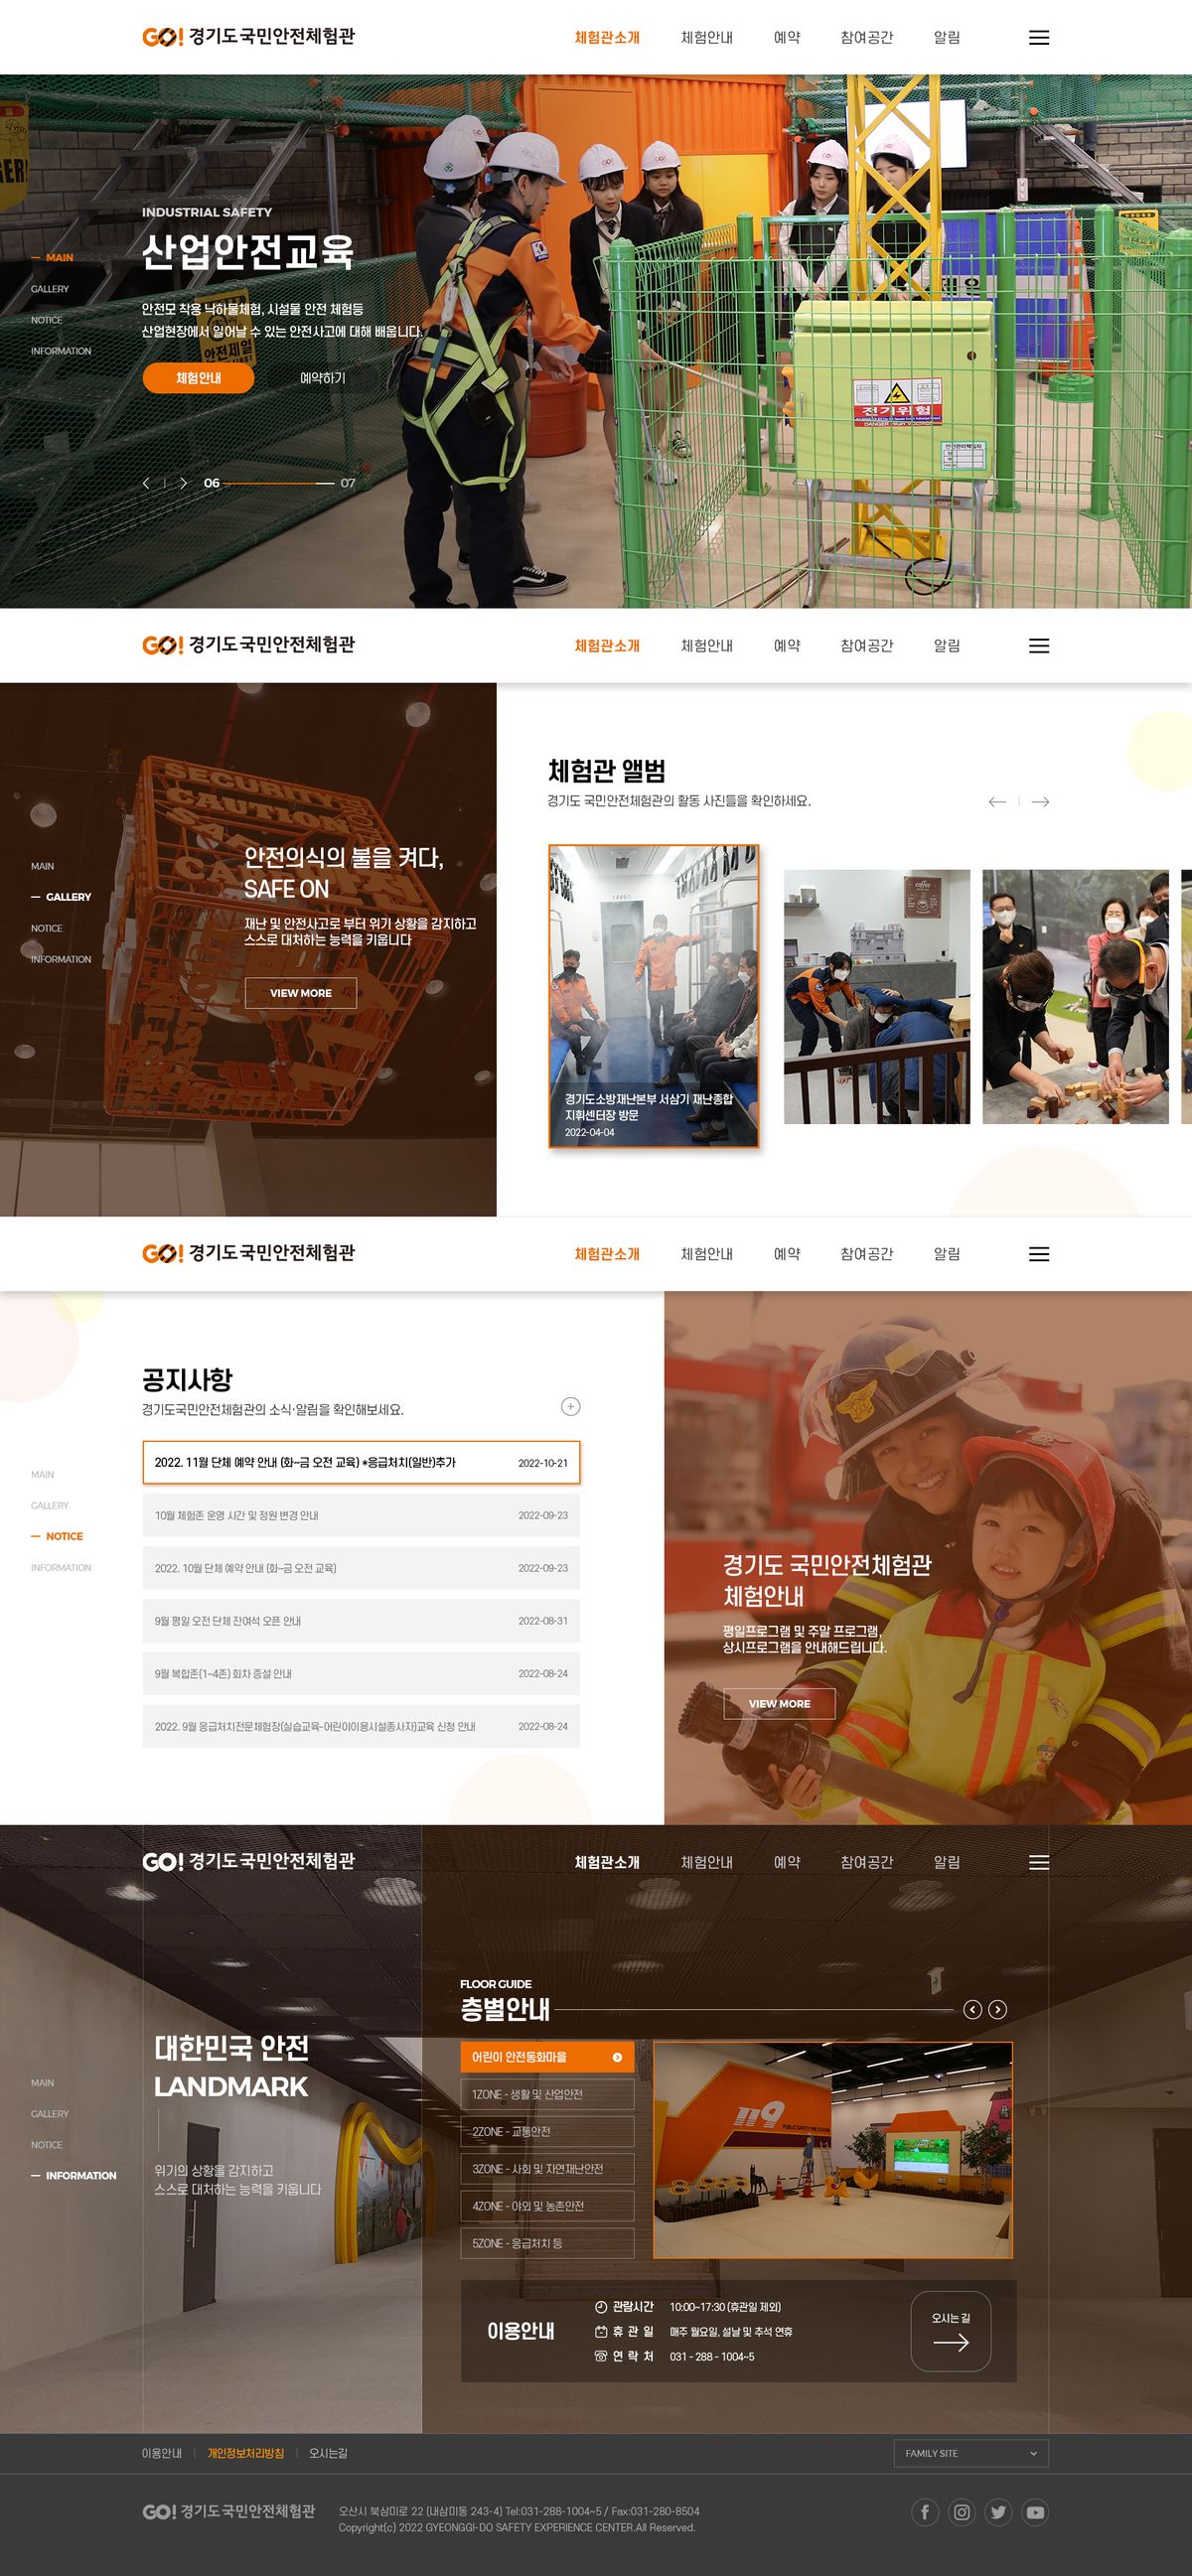 GO! 경기도국민안전체험관
체험관소개 체험안내 예약 참여공간 알림
INDUSTRIAL SAFETY
산업안전교육
안전모 착용 낙하물체험, 시설물 안전 체험등
산업현장에서 일어날 수 있는 안전사고에 대해 배웁니다.
체험안내 예약하기
06 07
MAIN
GALLERY
NOTICE
INFORMATION
안전제일
전기위험
GO! 경기도국민안전체험관
체험관소개 체험안내 예약 참여공간 알림
MAIN
GALLERY
NOTICE
INFORMATION
안전의식의 불을 켜다,
SAFE ON
재난 및 안전사고로 부터 위기 상황을 감지하고
스스로 대처하는 능력을 키웁니다
VIEW MORE
체험관 앨범
경기도 국민안전체험관의 활동 사진들을 확인하세요.
경기도소방재난본부 서삼기 재난종합
지휘센터장 방문
2022-04-04
GO! 경기도국민안전체험관
체험관소개 체험안내 예약 참여공간 알림
MAIN
GALLERY
NOTICE
INFORMATION
공지사항
경기도국민안전체험관의 소식·알림을 확인해보세요.
2022. 11월 단체 예약 안내 (화~금 오전 교육) *응급처치(일반)추가 2022-10-21
10월 체험존 운영 시간 및 정원 변경 안내 2022-09-23
2022. 10월 단체 예약 안내 (화~금 오전 교육) 2022-09-23
9월 평일 오전 단체 잔여석 오픈 안내 2022-08-31
9월 복합존(1~4존) 회차 증설 안내 2022-08-24
2022. 9월 응급처치전문체험장(실습교육-어린이이용시설종사자)교육 신청 안내 2022-08-24
경기도 국민안전체험관
체험안내
평일프로그램 및 주말 프로그램,
상시프로그램을 안내해드립니다.
VIEW MORE
GO! 경기도국민안전체험관
체험관소개 체험안내 예약 참여공간 알림
MAIN
GALLERY
NOTICE
INFORMATION
대한민국 안전
LANDMARK
위기의 상황을 감지하고
스스로 대처하는 능력을 키웁니다
FLOOR GUIDE
층별안내
어린이 안전동화마을
1ZONE - 생활 및 산업안전
2ZONE - 교통안전
3ZONE - 사회 및 자연재난안전
4ZONE - 야외 및 농촌안전
5ZONE - 응급처치 등
119
이용안내
관람시간 10:00~17:30 (휴관일 제외)
휴 관 일 매주 월요일, 설날 및 추석 연휴
연 락 처 031 - 288 - 1004~5
오시는 길
이용안내 개인정보처리방침 오시는길
FAMILY SITE
GO! 경기도국민안전체험관
오산시 북삼미로 22 (내삼미동 243-4) Tel:031-288-1004~5 / Fax:031-280-8504
Copyright(c) 2022 GYEONGGI-DO SAFETY EXPERIENCE CENTER.All Reserved.